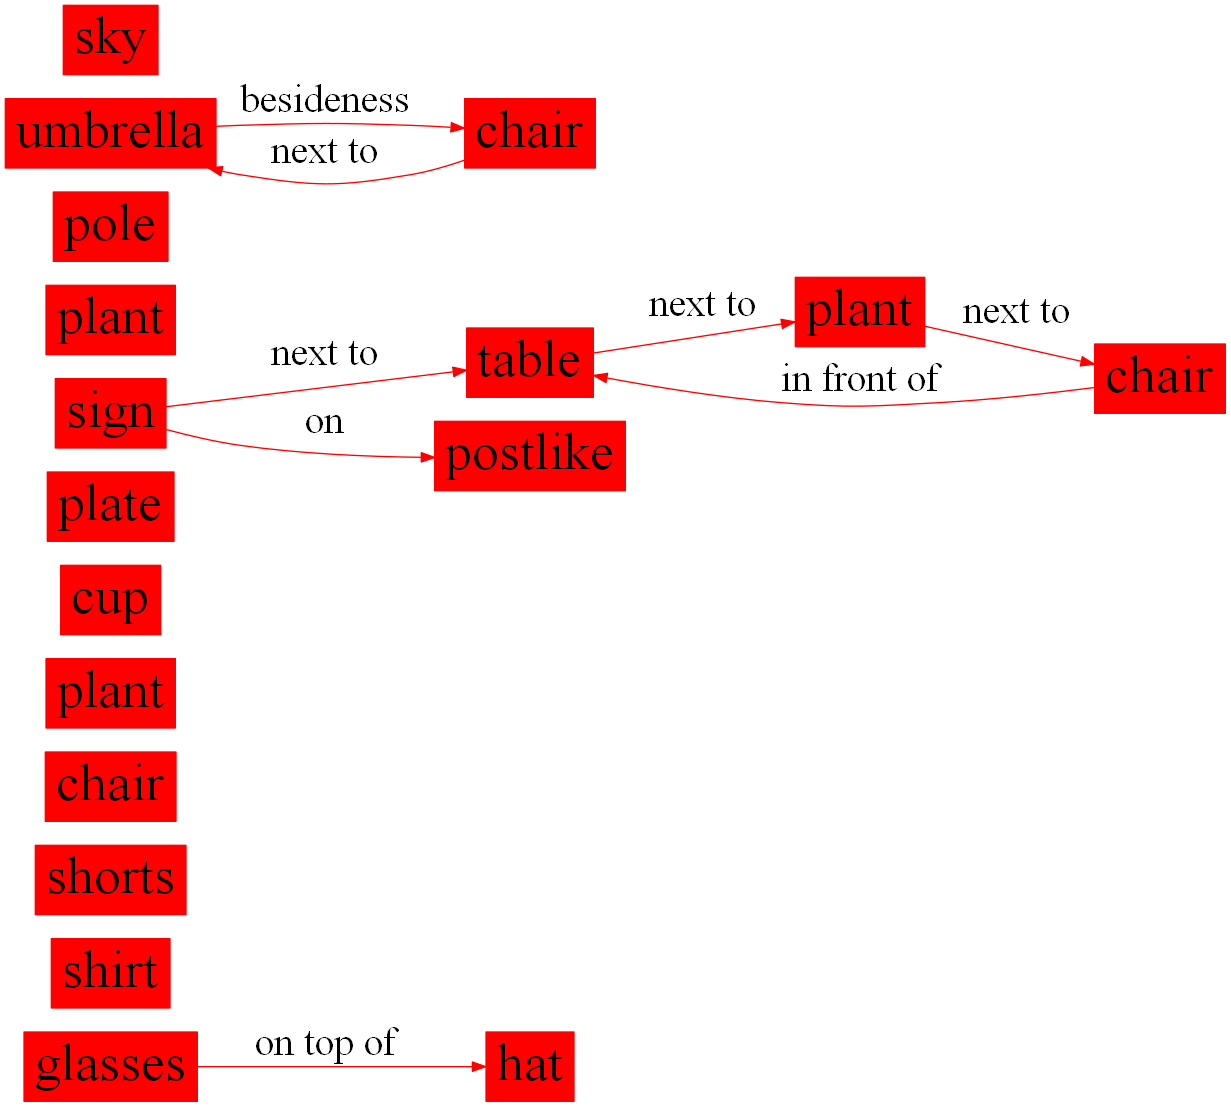 sky
umbrella
besideness
chair
next to
pole
plant
sign
next to
table
next to
plant
next to
chair
in front of
on
postlike
plate
cup
plant
chair
shorts
shirt
glasses
on top of
hat